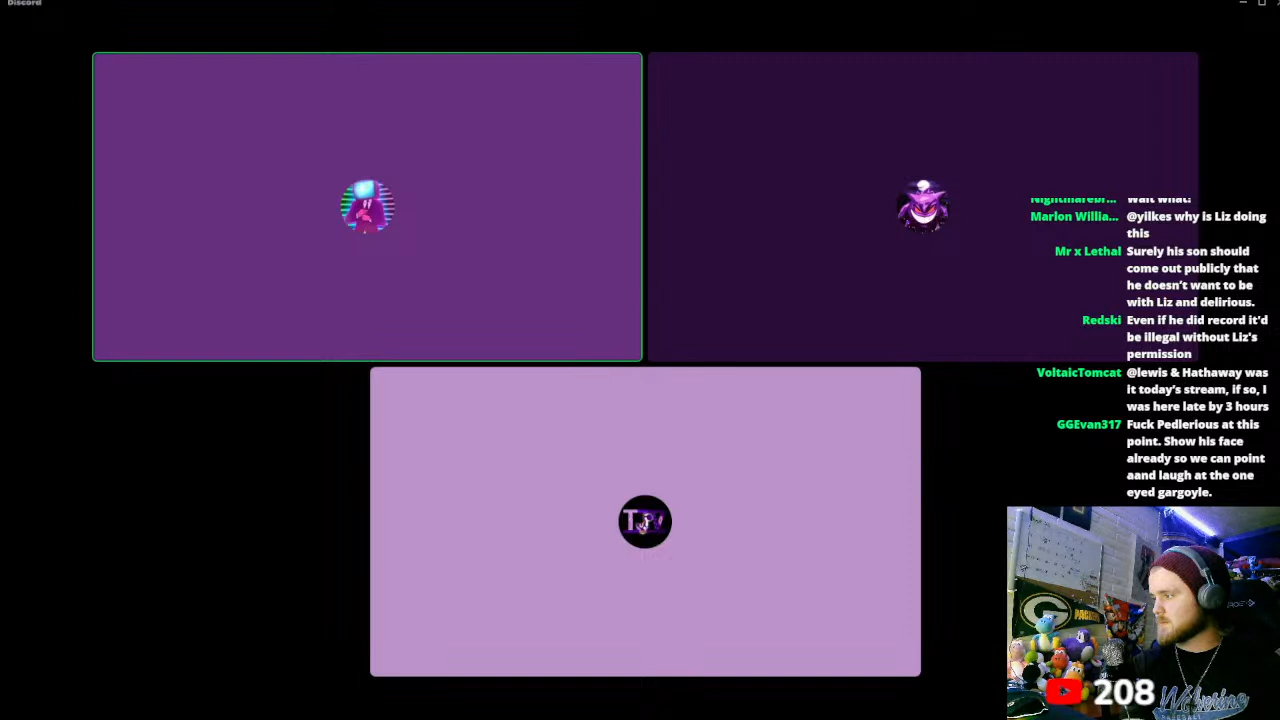 Discord
Wait what!
Marlon Willia... @yilkes why is Liz doing
this
Mr x Lethal Surely his son should
come out publicly that
he doesn’t want to be
with Liz and delirious.
Redski Even if he did record it’d
be illegal without Liz's
permission
VoltaicTomcat @lewis & Hathaway was
it today’s stream, if so, I
was here late by 3 hours
GGEvan317 Fuck Pedlerious at this
point. Show his face
already so we can point
aand laugh at the one
eyed gargoyle.
208